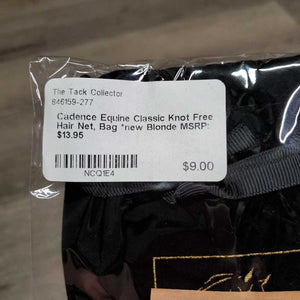 The Tack Collector
846159-277
Cadence Equine Classic Knot Free
Hair Net, Bag *new Blonde MSRP:
$13.95
$9.00
NCQ1E4